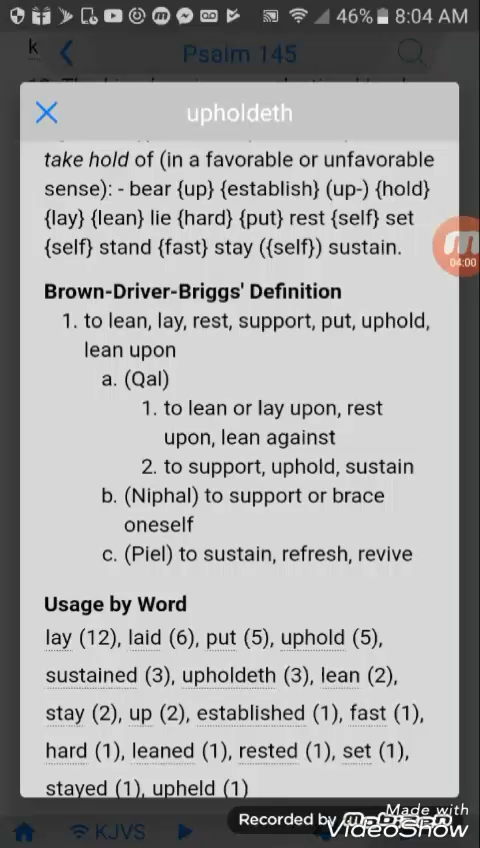 46% 8:04 AM
k
Psalm 145
upholdeth
take hold of (in a favorable or unfavorable
sense): - bear {up} {establish} (up-) {hold}
{lay} {lean} lie {hard} {put} rest {self} set
{self} stand {fast} stay ({self}) sustain.
04:00
Brown-Driver-Briggs' Definition
1. to lean, lay, rest, support, put, uphold,
lean upon
a. (Qal)
1. to lean or lay upon, rest
upon, lean against
2. to support, uphold, sustain
b. (Niphal) to support or brace
oneself
c. (Piel) to sustain, refresh, revive
Usage by Word
lay (12), laid (6), put (5), uphold (5),
sustained (3), upholdeth (3), lean (2),
stay (2), up (2), established (1), fast (1),
hard (1), leaned (1), rested (1), set (1),
stayed (1), upheld (1)
Recorded by
Made with
VideoShow
KJVS